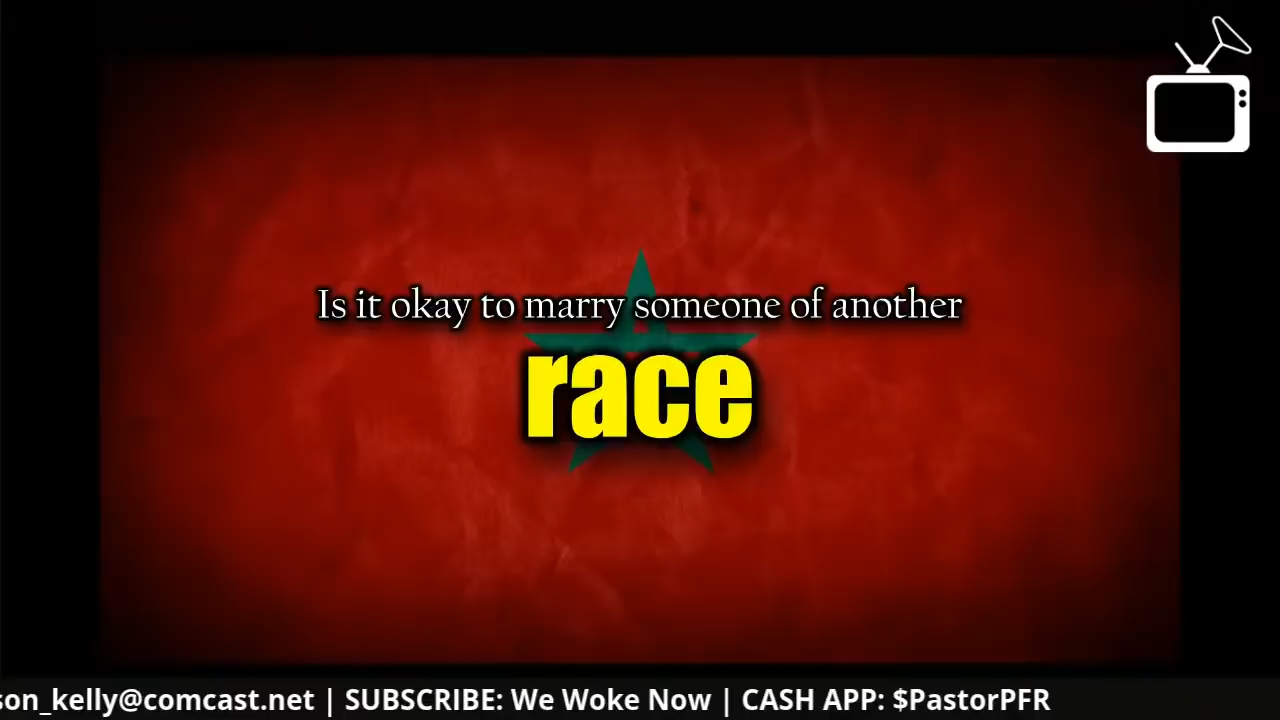 Is it okay to marry someone of another
race
son_kelly@comcast.net | SUBSCRIBE: We Woke Now | CASH APP: $PastorPFR